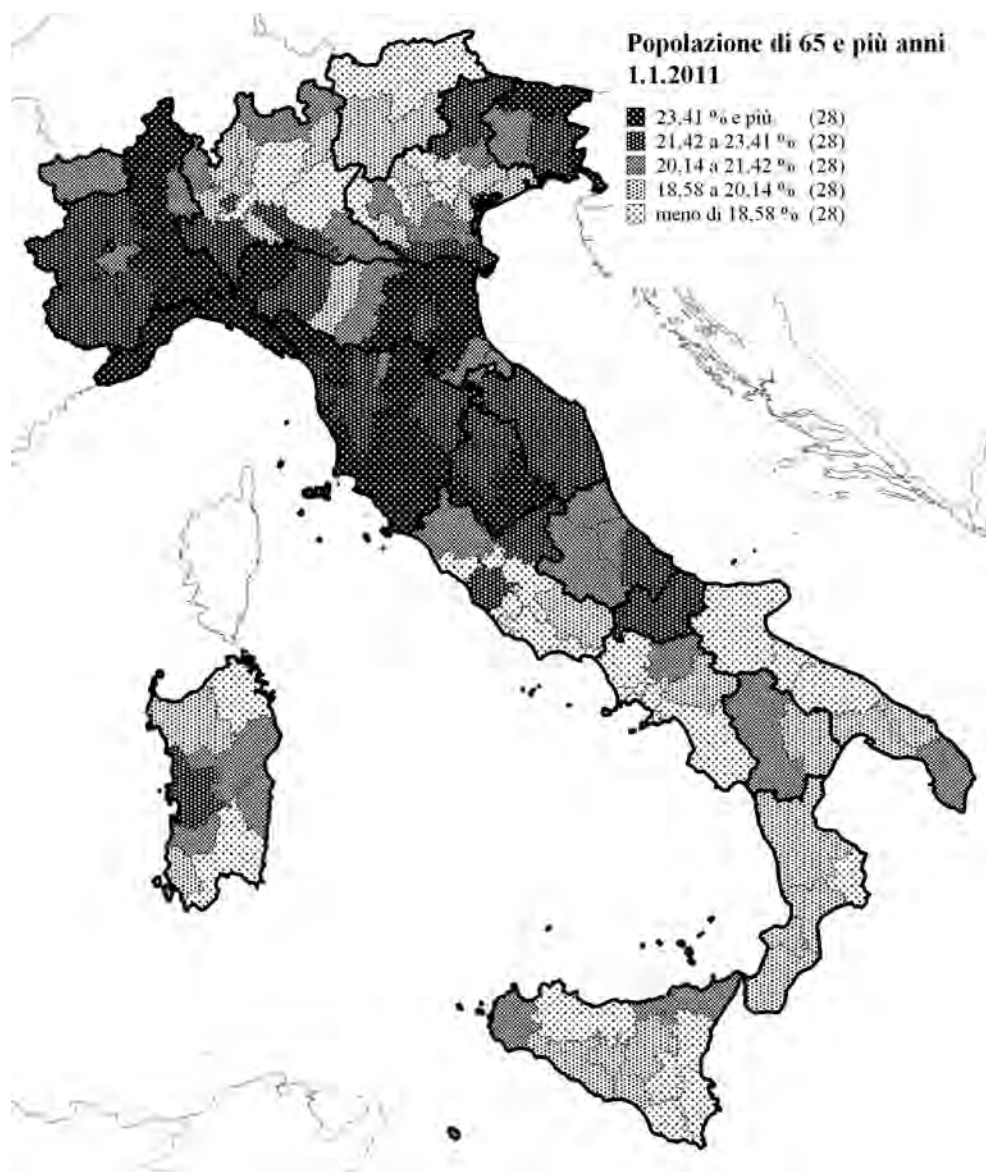 Popolazione di 65 e più anni
1.1.2011
23,41 % e più (28)
21,42 a 23,41 % (28)
20,14 a 21,42 % (28)
18,58 a 20,14 % (28)
meno di 18,58 % (28)